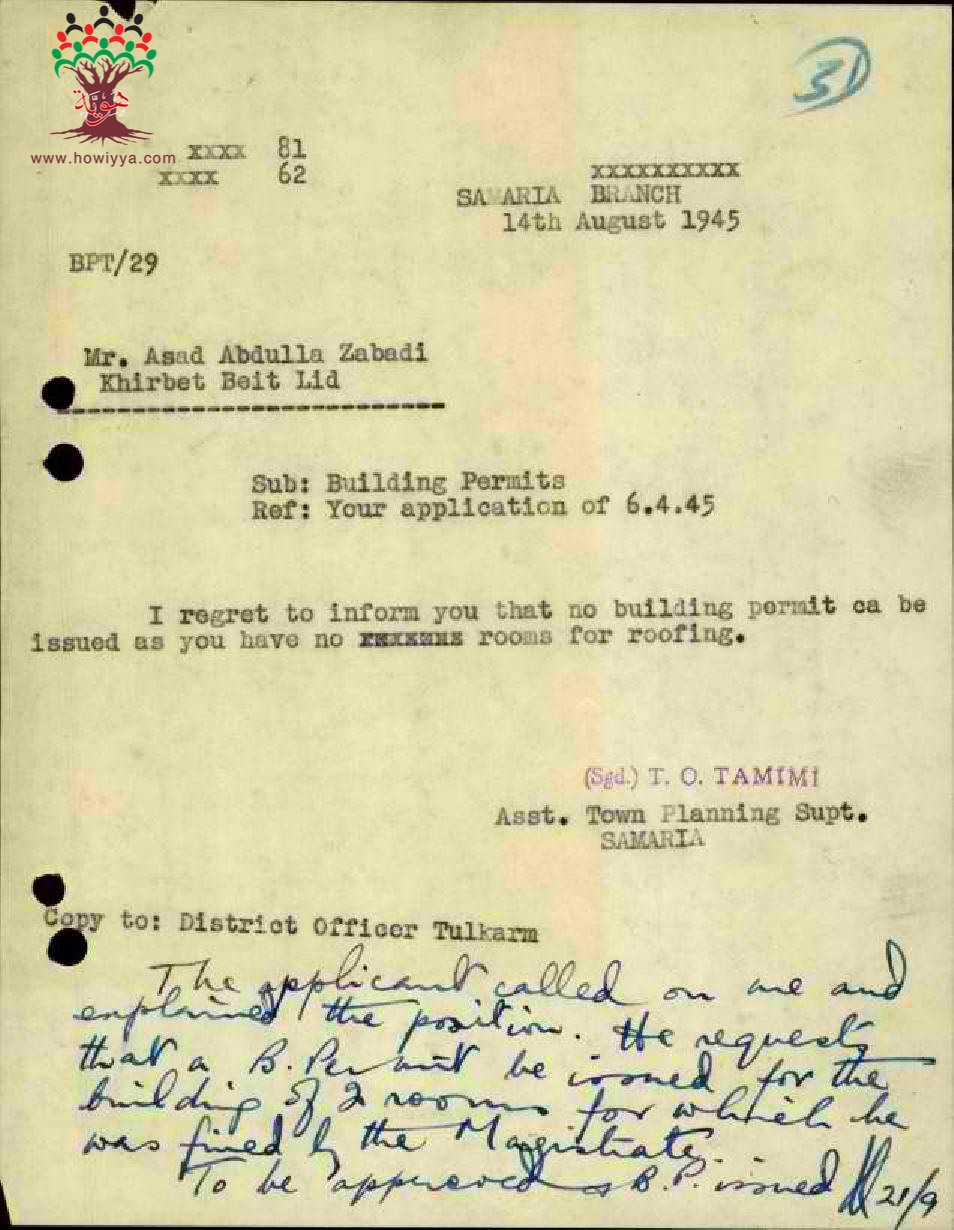 هوية
www.howiyya.com
31
xxxx 81
xxxx 62
xxxxxxxxxx
SAMARIA BRANCH
14th August 1945
BPT/29
Mr. Asad Abdulla Zabadi
Khirbet Beit Lid
Sub: Building Permits
Ref: Your application of 6.4.45
I regret to inform you that no building permit ca be
issued as you have no xxxxxxx rooms for roofing.
(Sgd.) T. O. TAMIMI
Asst. Town Planning Supt.
SAMARIA
Copy to: District Officer Tulkarm
The applicant called on me and
explained the position. He requests
that a B. Permit be issued for the
building of 2 rooms for which he
was fined by the Magistrate.
To be approved & B.P. issued
21/9